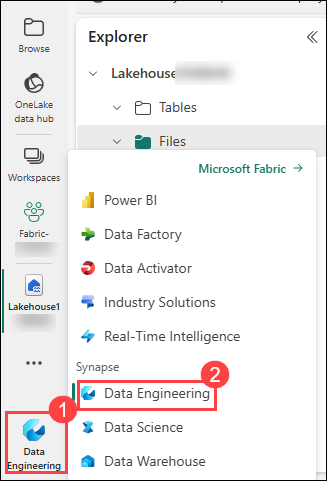 Browse
OneLake
data hub
Workspaces
Fabric-
Lakehouse1
1
Data
Engineering
Explorer
Lakehouse
Tables
Files
Microsoft Fabric
Power BI
Data Factory
Data Activator
Industry Solutions
Real-Time Intelligence
Synapse
2
Data Engineering
Data Science
Data Warehouse